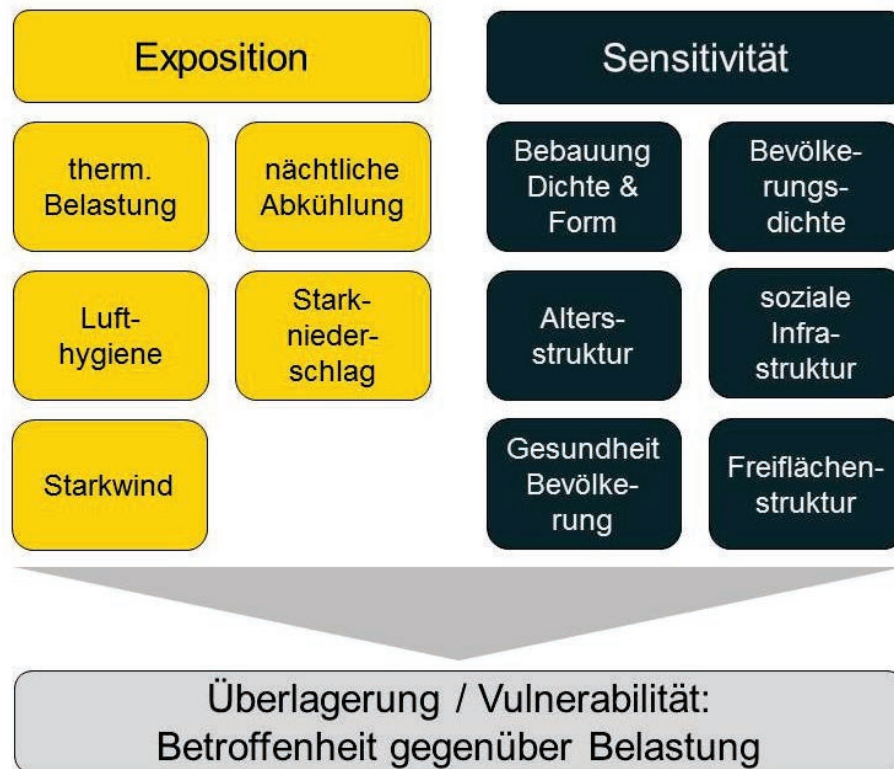 Exposition
therm.
Belastung
nächtliche
Abkühlung
Luft-
hygiene
Stark-
nieder-
schlag
Starkwind
Sensitivität
Bebauung
Dichte &
Form
Bevölke-
rungs-
dichte
Alters-
struktur
soziale
Infra-
struktur
Gesundheit
Bevölke-
rung
Freiflächen-
struktur
Überlagerung / Vulnerabilität:
Betroffenheit gegenüber Belastung